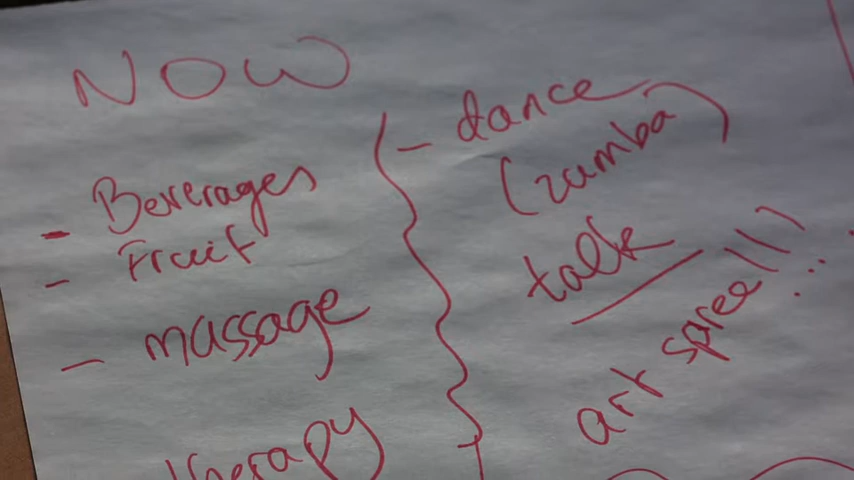 NOW
- Beverages
- Fruit
- massage
therapy
- dance
(zumba)
talk
art spree!!!